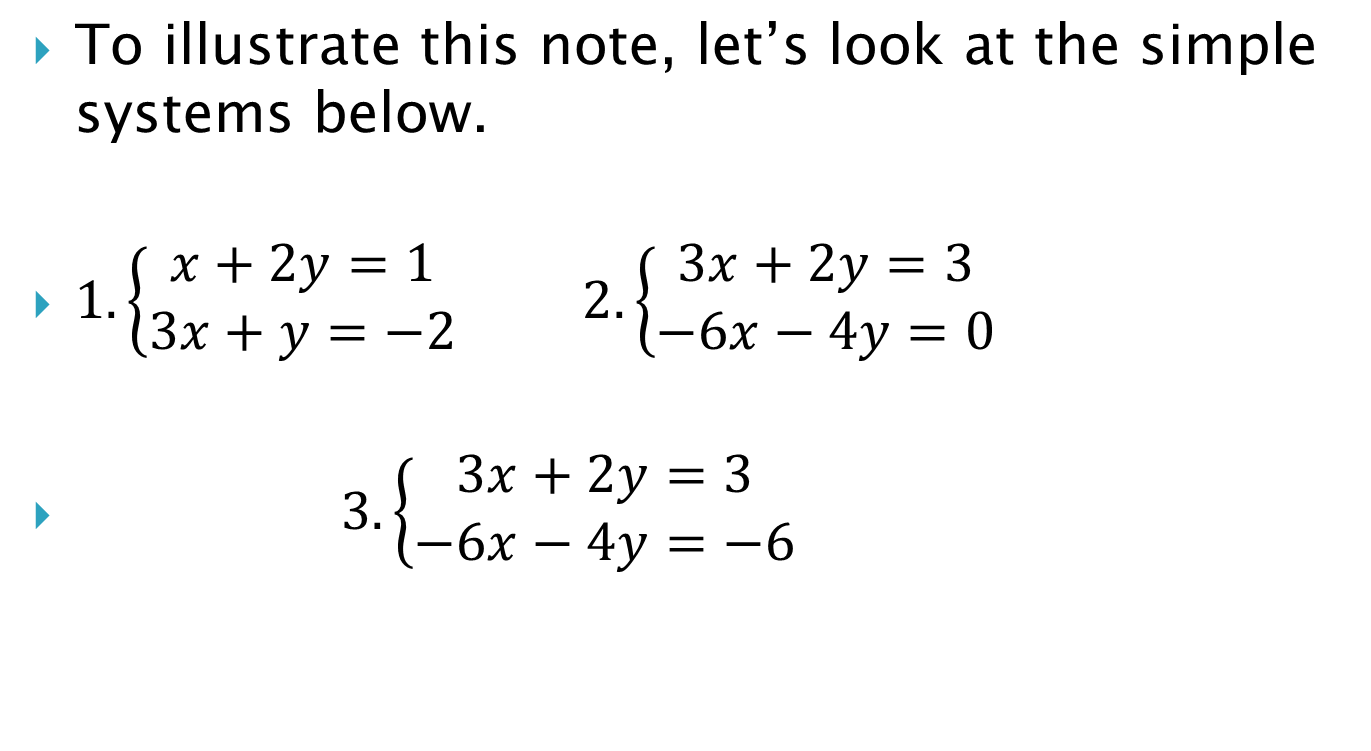 To illustrate this note, let’s look at the simple
systems below.
1. { x + 2y = 1
3x + y = −2
2. { 3x + 2y = 3
−6x − 4y = 0
3. { 3x + 2y = 3
−6x − 4y = −6